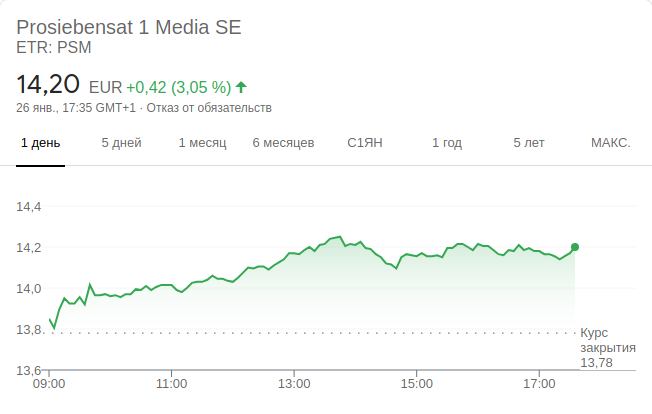 Prosiebensat 1 Media SE
ETR: PSM
14,20 EUR +0,42 (3,05 %)
26 янв., 17:35 GMT+1 · Отказ от обязательств
1 день 5 дней 1 месяц 6 месяцев С1ЯН 1 год 5 лет МАКС.
14,4
14,2
14,0
13,8
Курс
закрытия
13,78
13,6
09:00 11:00 13:00 15:00 17:00